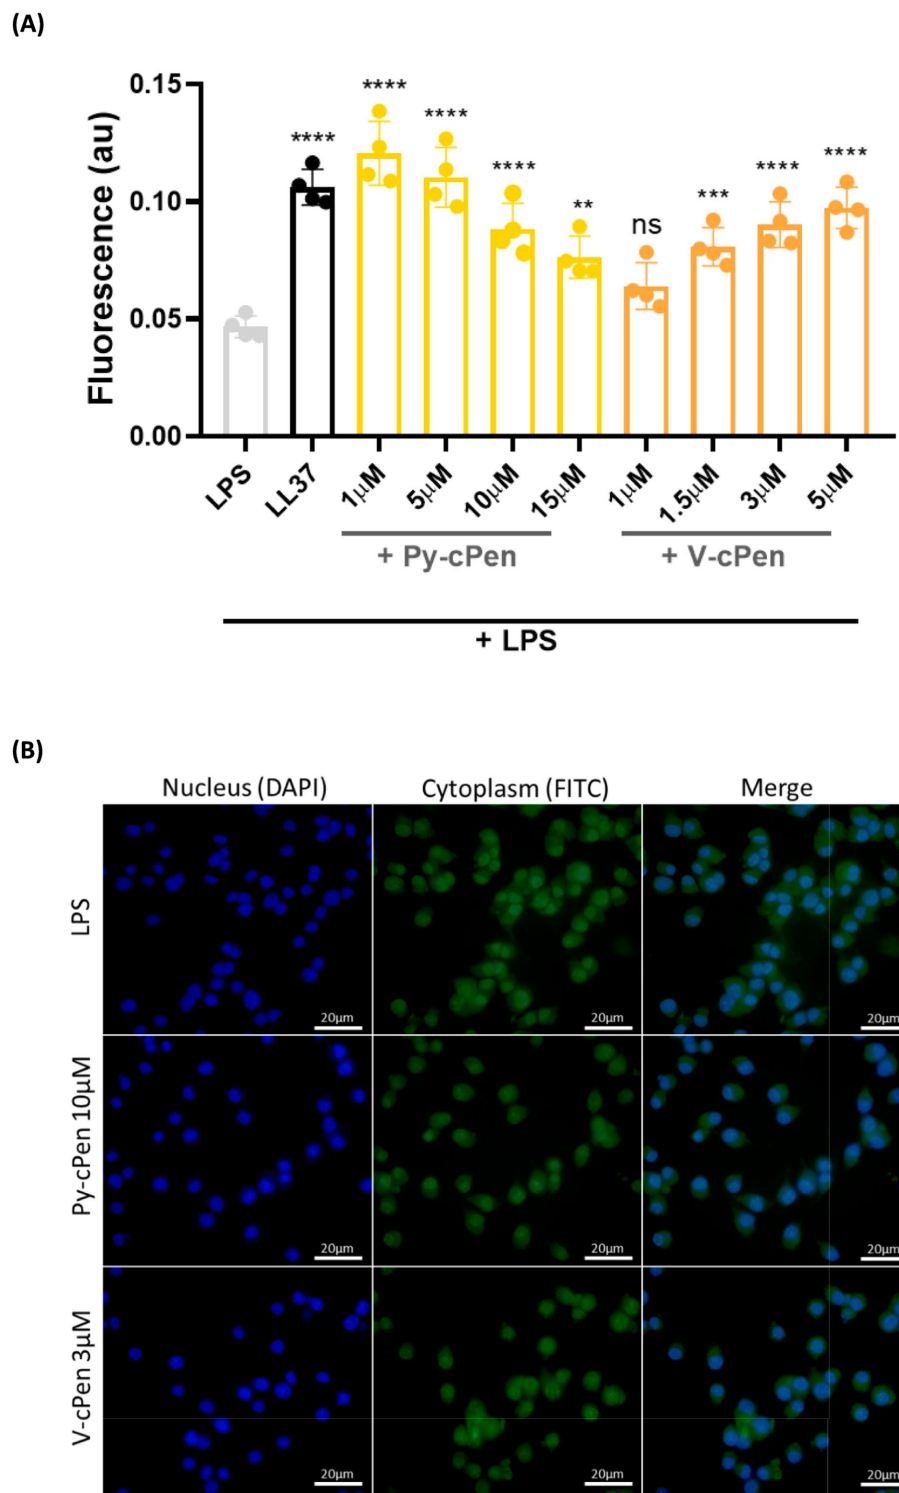 (A)
Fluorescence (au)
0.15
0.10
0.05
0.00
****
****
****
****
**
ns
***
****
****
LPS
LL37
1μM
5μM
10μM
15μM
1μM
1.5μM
3μM
5μM
+ Py-cPen
+ V-cPen
+ LPS
(B)
Nucleus (DAPI)
Cytoplasm (FITC)
Merge
LPS
20μm
20μm
20μm
Py-cPen 10μM
20μm
20μm
20μm
V-cPen 3μM
20μm
20μm
20μm